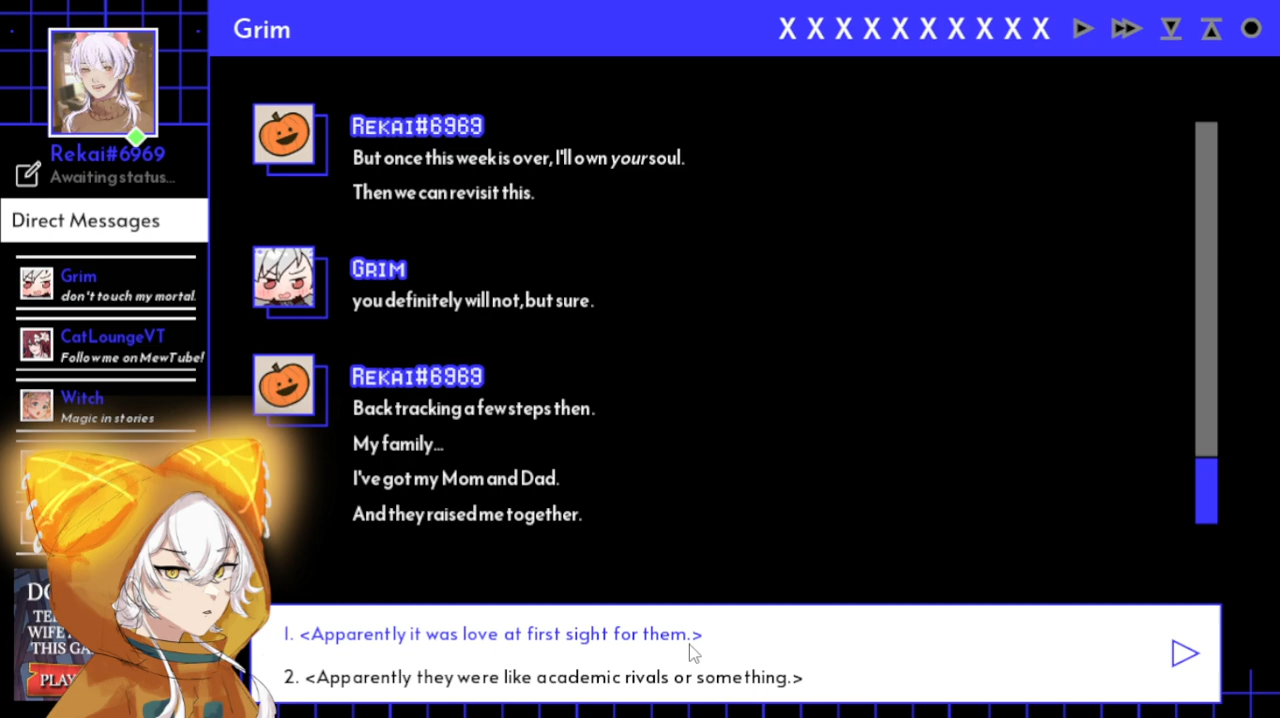 Grim
X X X X X X X X X X
Rekai#6969
Awaiting status...
Direct Messages
Grim
don't touch my mortal.
CatLoungeVT
Follow me on MewTube!
Witch
Magic in stories
REKAI#6969
But once this week is over, I'll own your soul.
Then we can revisit this.
GRIM
you definitely will not, but sure.
REKAI#6969
Back tracking a few steps then.
My family...
I've got my Mom and Dad.
And they raised me together.
1. <Apparently it was love at first sight for them.>
2. <Apparently they were like academic rivals or something.>
THIS